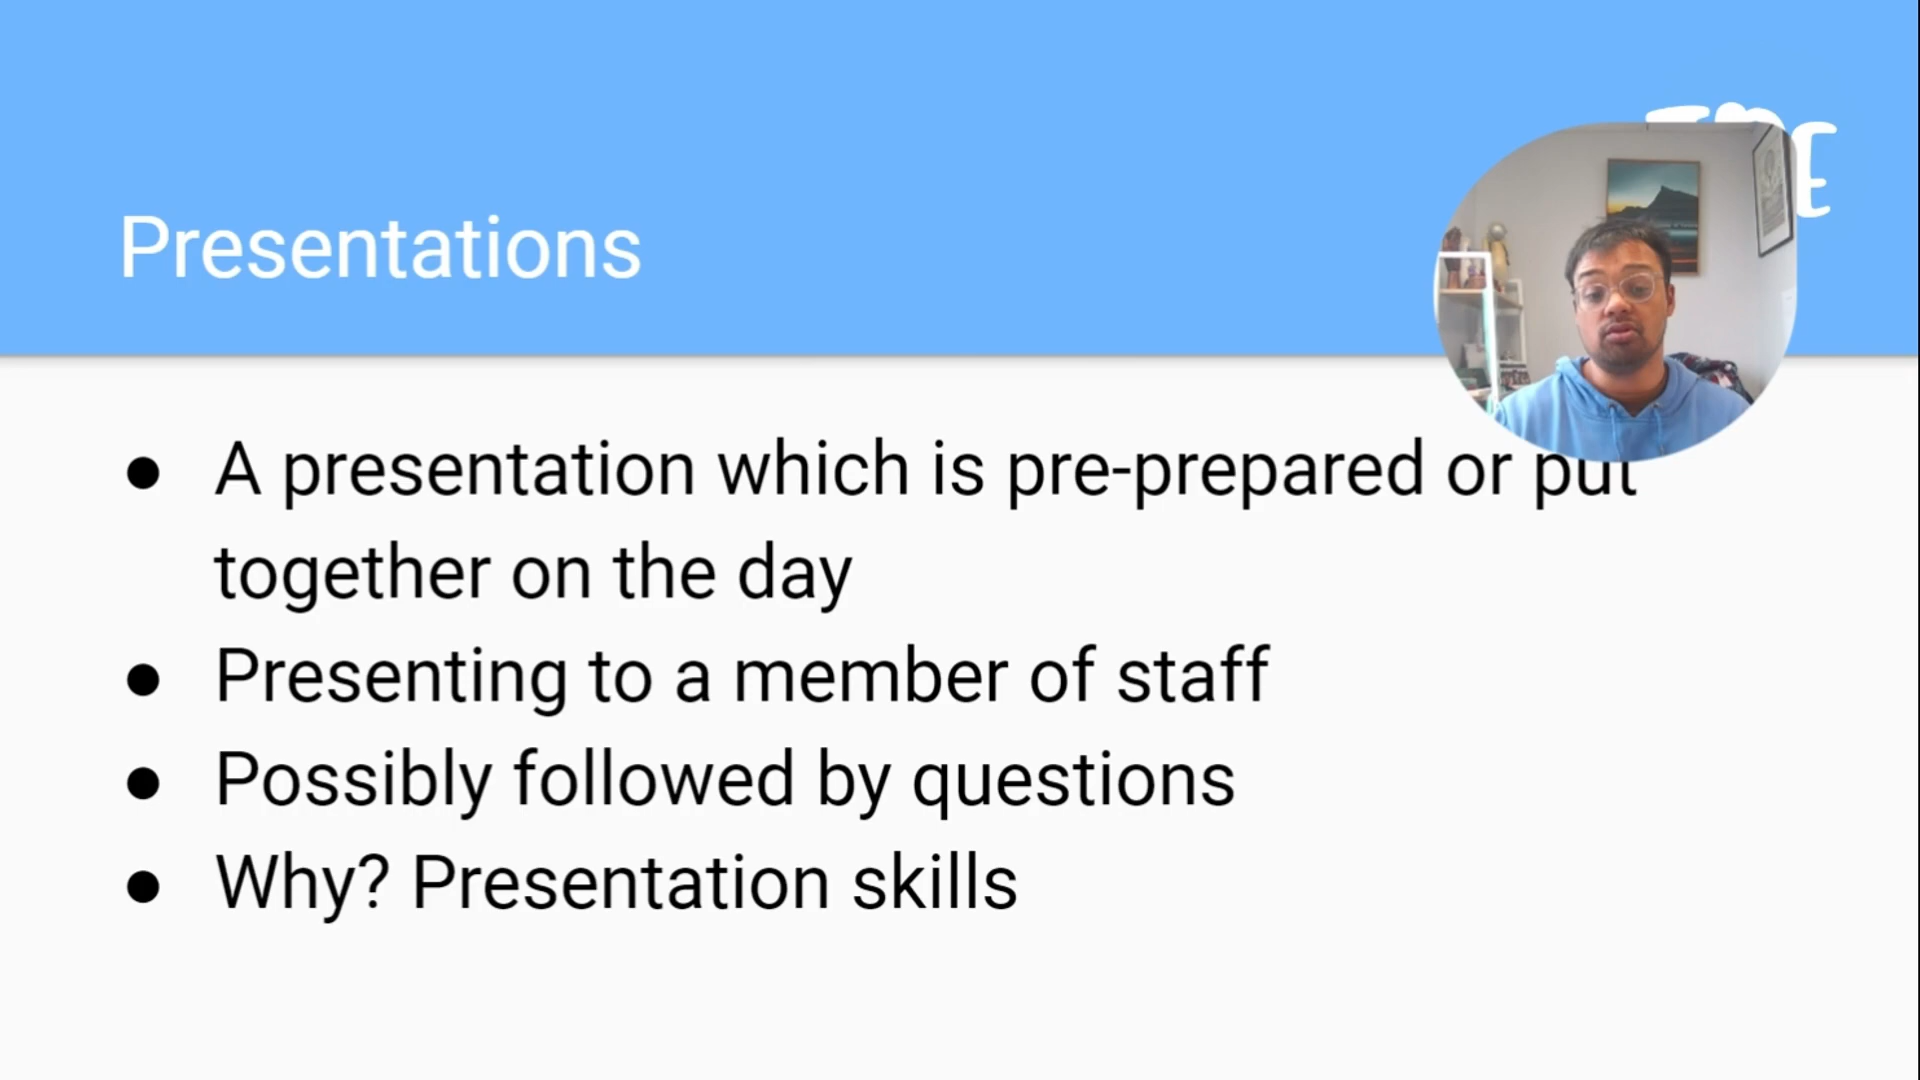 Presentations
● A presentation which is pre-prepared or put
together on the day
● Presenting to a member of staff
● Possibly followed by questions
● Why? Presentation skills